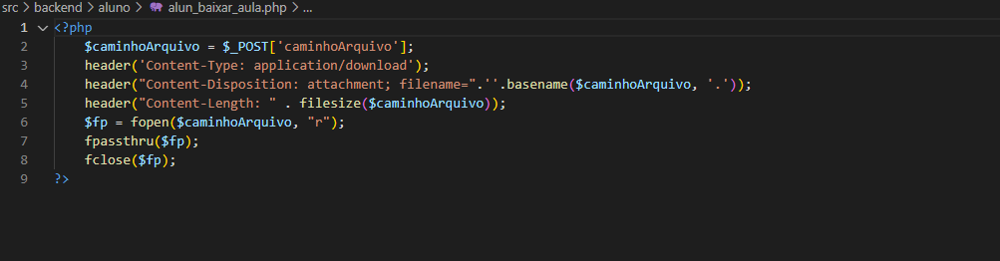 src > backend > aluno > alun_baixar_aula.php > ...
1 <?php
2 $caminhoArquivo = $_POST['caminhoArquivo'];
3 header('Content-Type: application/download');
4 header("Content-Disposition: attachment; filename=".''.basename($caminhoArquivo, '.'));
5 header("Content-Length: " . filesize($caminhoArquivo));
6 $fp = fopen($caminhoArquivo, "r");
7 fpassthru($fp);
8 fclose($fp);
9 ?>